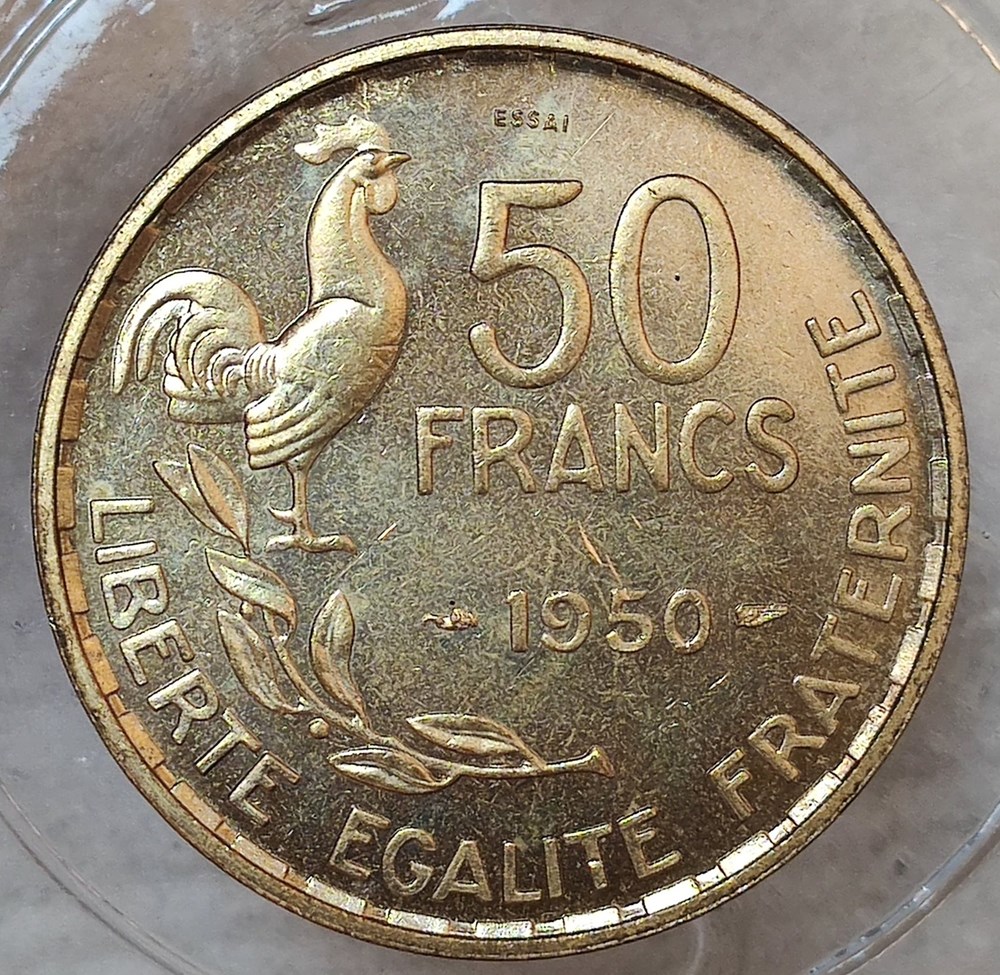 ESSAI
50
FRANCS
1950
LIBERTE EGALITE FRATERNITE